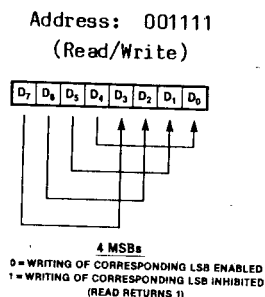 Address: 001111
(Read/Write)
D7 D6 D5 D4 D3 D2 D1 D0
4 MSBs
0 = WRITING OF CORRESPONDING LSB ENABLED
1 = WRITING OF CORRESPONDING LSB INHIBITED
(READ RETURNS 1)